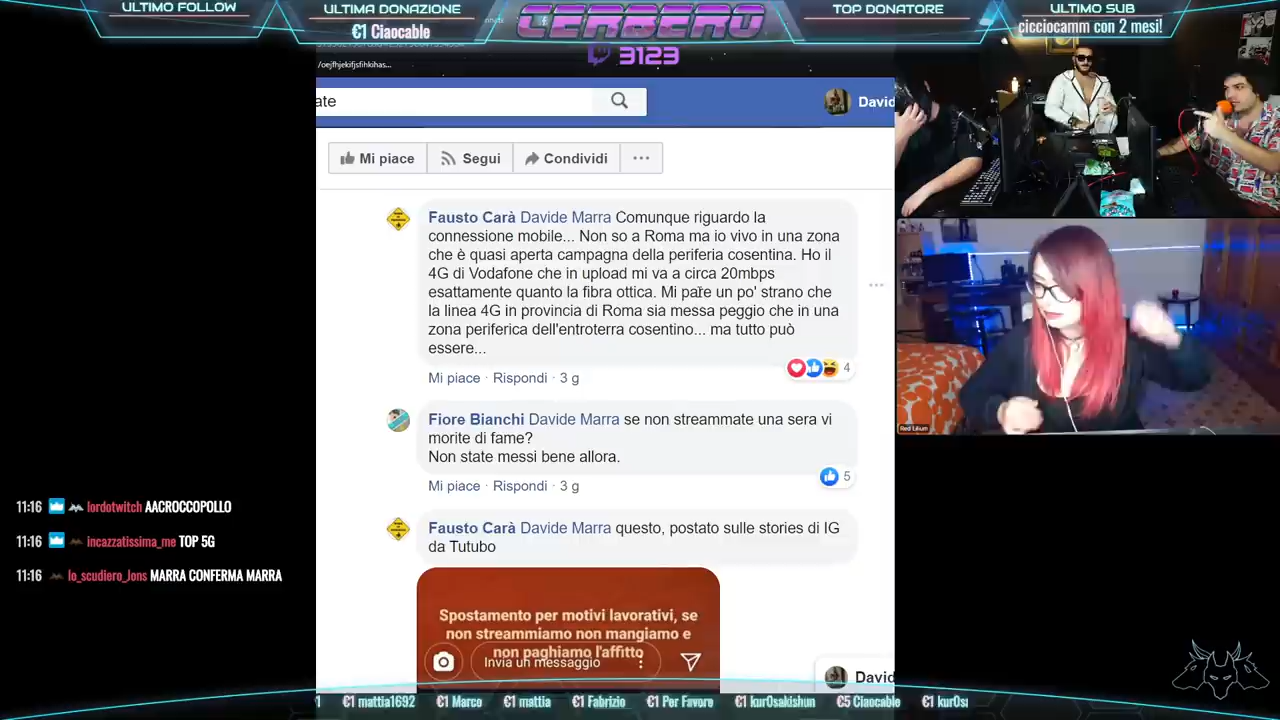 ULTIMO FOLLOW
ULTIMA DONAZIONE
€1 Ciaocable
CERBERO
3123
TOP DONATORE
ULTIMO SUB
cicciocamm con 2 mesi!
/oejfhjekifjsfihkihas...
ate
David
Mi piace
Segui
Condividi
Fausto Carà Davide Marra Comunque riguardo la
connessione mobile... Non so a Roma ma io vivo in una zona
che è quasi aperta campagna della periferia cosentina. Ho il
4G di Vodafone che in upload mi va a circa 20mbps
esattamente quanto la fibra ottica. Mi pare un po' strano che
la linea 4G in provincia di Roma sia messa peggio che in una
zona periferica dell'entroterra cosentino... ma tutto può
essere...
4
Mi piace · Rispondi · 3 g
Fiore Bianchi Davide Marra se non streammate una sera vi
morite di fame?
Non state messi bene allora.
5
Mi piace · Rispondi · 3 g
Fausto Carà Davide Marra questo, postato sulle stories di IG
da Tutubo
Spostamento per motivi lavorativi, se
non streammiamo non mangiamo e
non paghiamo l'affitto
Invia un messaggio
David
Red Lilium
11:16 lordotwitch AACROCCOPOLLO
11:16 incazzatissima_me TOP 5G
11:16 lo_scudiero_Jons MARRA CONFERMA MARRA
€1 mattia1692 €1 Marco €1 mattia €1 Fabrizio €1 Per Favore €1 kur0sakishun €5 Ciaocable €1 kur0s